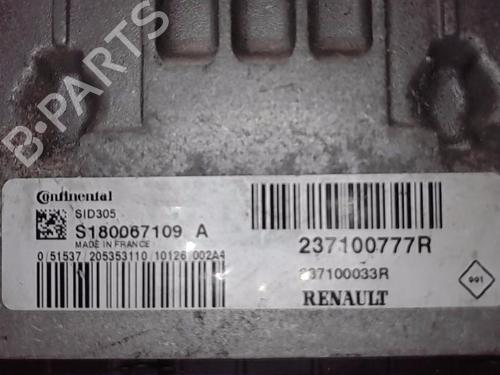 B-PARTS
Continental
SID305
S180067109 A
MADE IN FRANCE
0 51537 205353110 10126 002A4
237100777R
237100033R
RENAULT
991